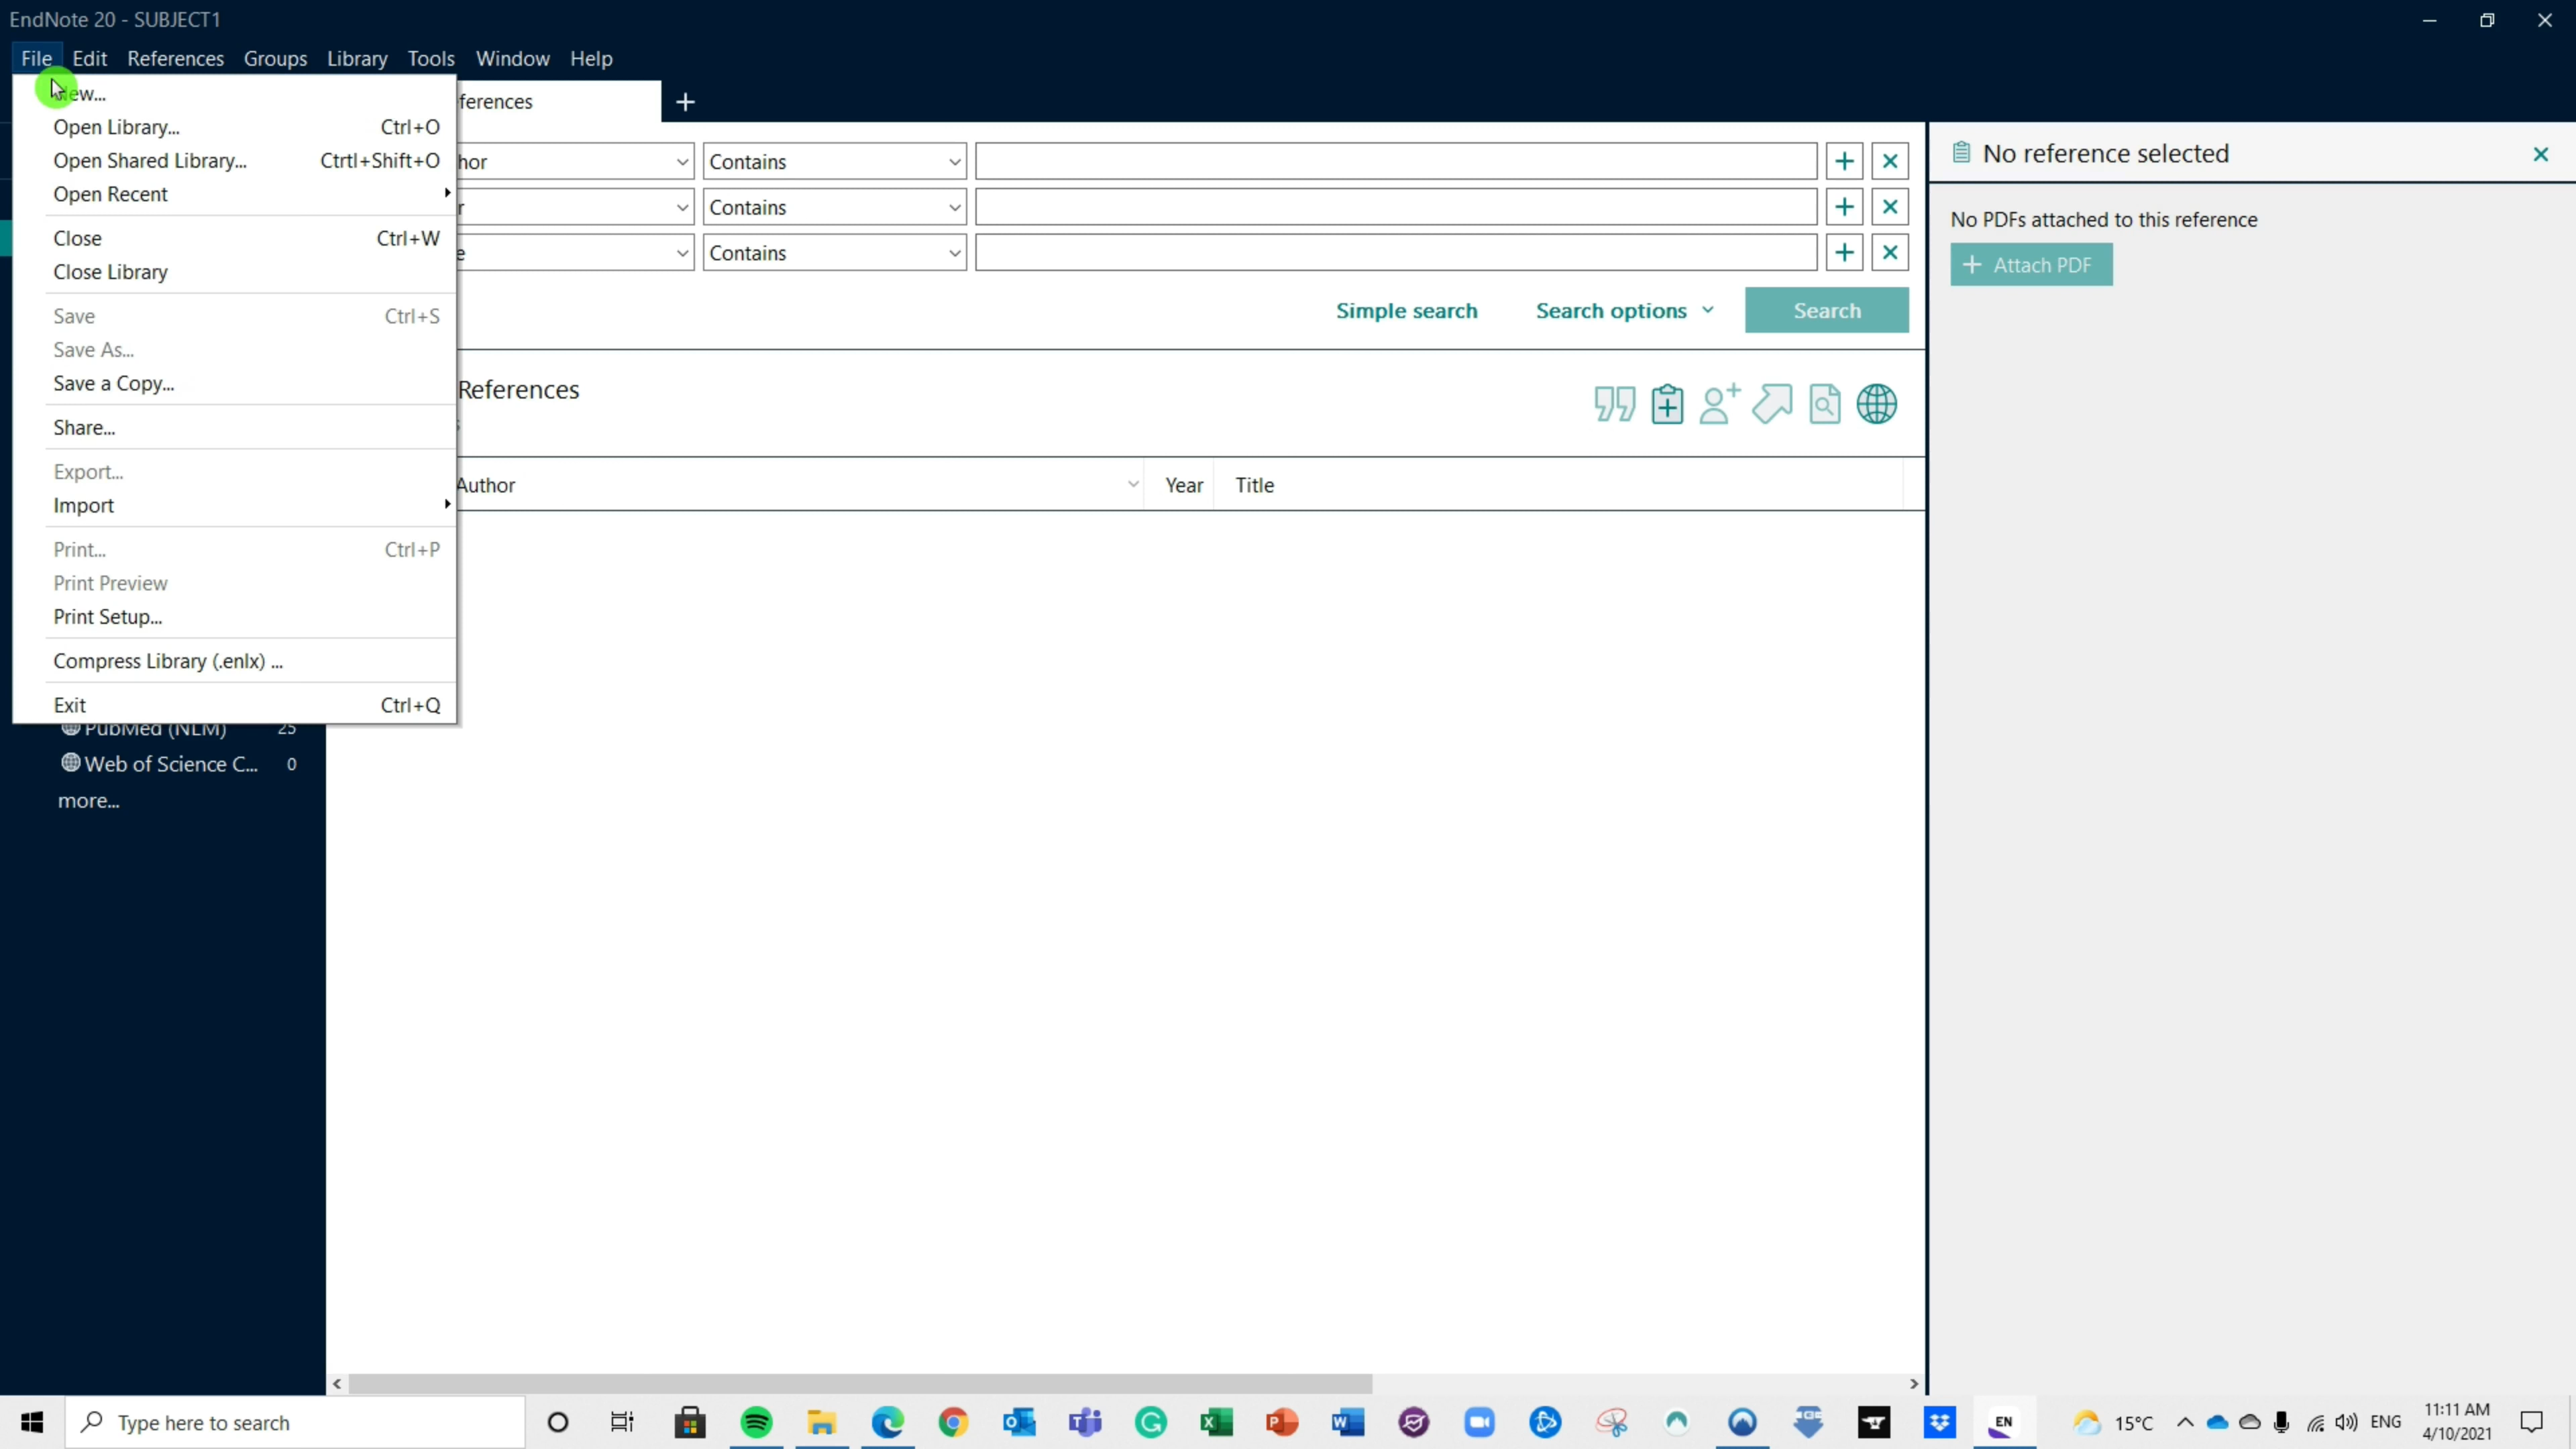 EndNote 20 - SUBJECT1
File Edit References Groups Library Tools Window Help
ew...
Open Library... Ctrl+O
Open Shared Library... Ctrtl+Shift+O
Open Recent
Close Ctrl+W
Close Library
Save Ctrl+S
Save As...
Save a Copy...
Share...
Export...
Import
Print... Ctrl+P
Print Preview
Print Setup...
Compress Library (.enlx) ...
Exit Ctrl+Q
PubMed (NLM) 25
Web of Science C... 0
more...
ferences
hor Contains
r Contains
e Contains
Simple search Search options Search
References
Author Year Title
No reference selected
No PDFs attached to this reference
+ Attach PDF
Type here to search
EN
15°C ENG
11:11 AM
4/10/2021